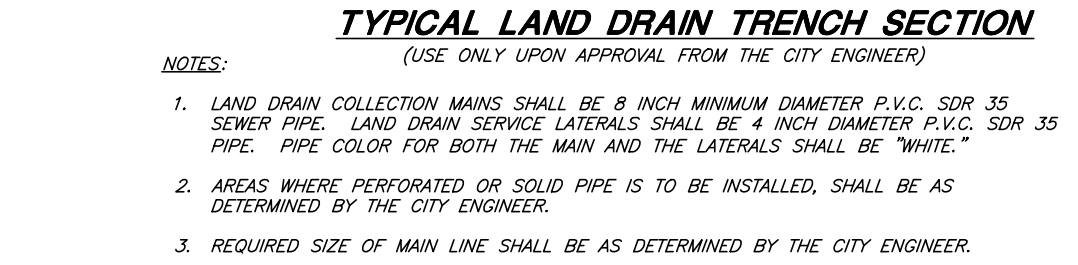 TYPICAL LAND DRAIN TRENCH SECTION
(USE ONLY UPON APPROVAL FROM THE CITY ENGINEER)
NOTES:
1. LAND DRAIN COLLECTION MAINS SHALL BE 8 INCH MINIMUM DIAMETER P.V.C. SDR 35
SEWER PIPE. LAND DRAIN SERVICE LATERALS SHALL BE 4 INCH DIAMETER P.V.C. SDR 35
PIPE. PIPE COLOR FOR BOTH THE MAIN AND THE LATERALS SHALL BE "WHITE."
2. AREAS WHERE PERFORATED OR SOLID PIPE IS TO BE INSTALLED, SHALL BE AS
DETERMINED BY THE CITY ENGINEER.
3. REQUIRED SIZE OF MAIN LINE SHALL BE AS DETERMINED BY THE CITY ENGINEER.